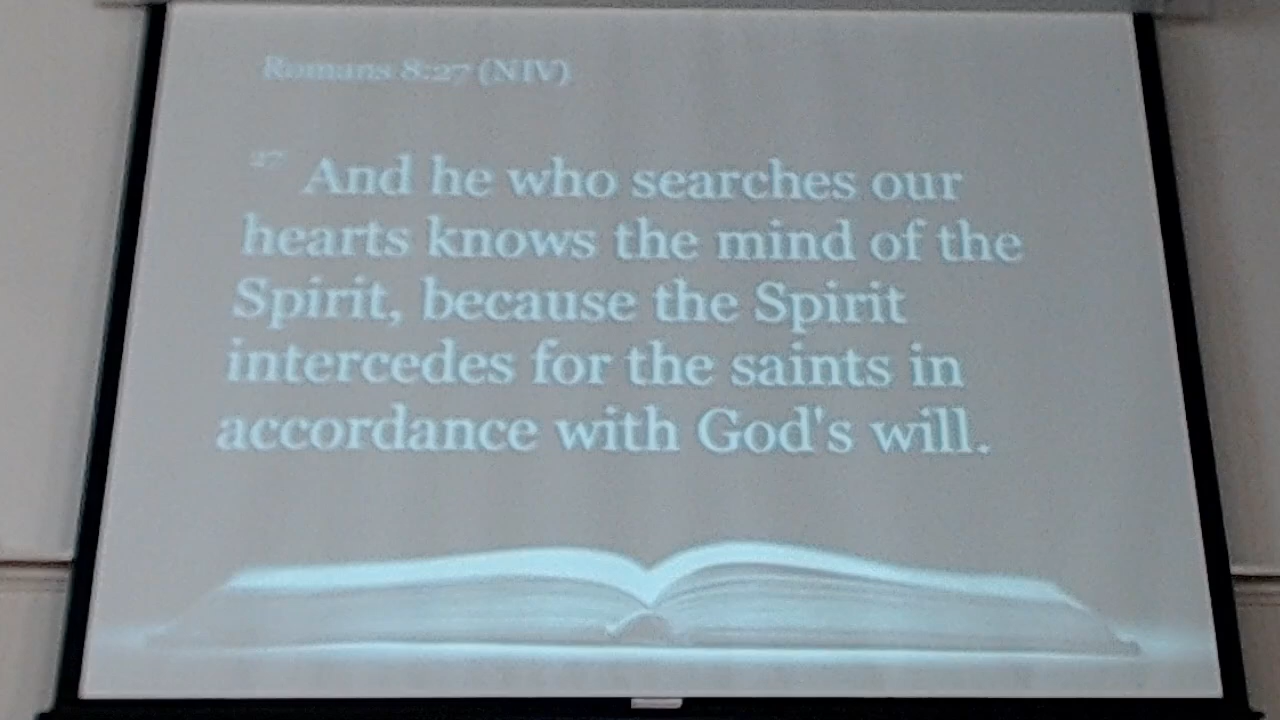 Romans 8:27 (NIV)
27 And he who searches our
hearts knows the mind of the
Spirit, because the Spirit
intercedes for the saints in
accordance with God's will.